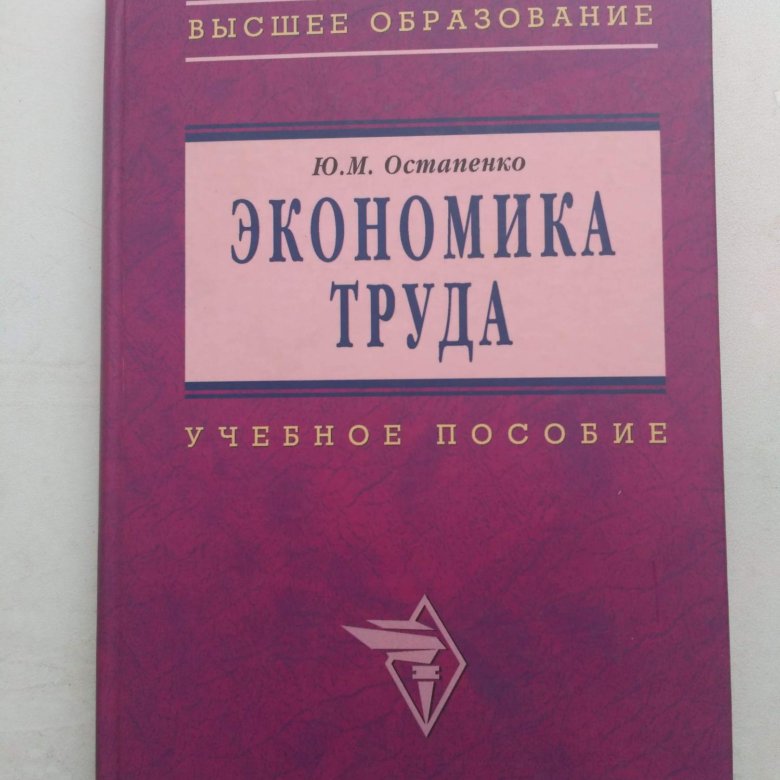 ВЫСШЕЕ ОБРАЗОВАНИЕ
Ю.М. Остапенко
ЭКОНОМИКА
ТРУДА
УЧЕБНОЕ ПОСОБИЕ